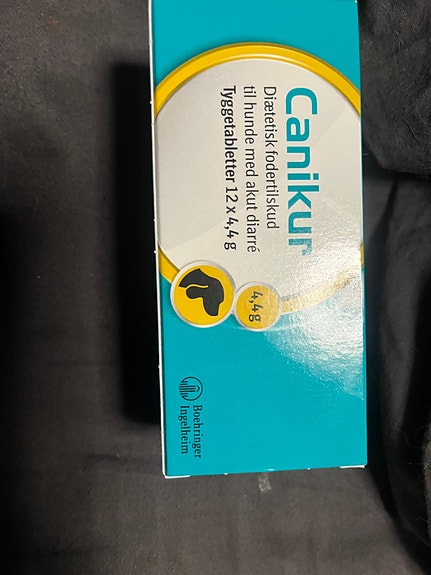 Canikur
Diætetisk fodertilskud
til hunde med akut diarré
Tyggetabletter 12 x 4,4 g
4,4 g
Boehringer
Ingelheim